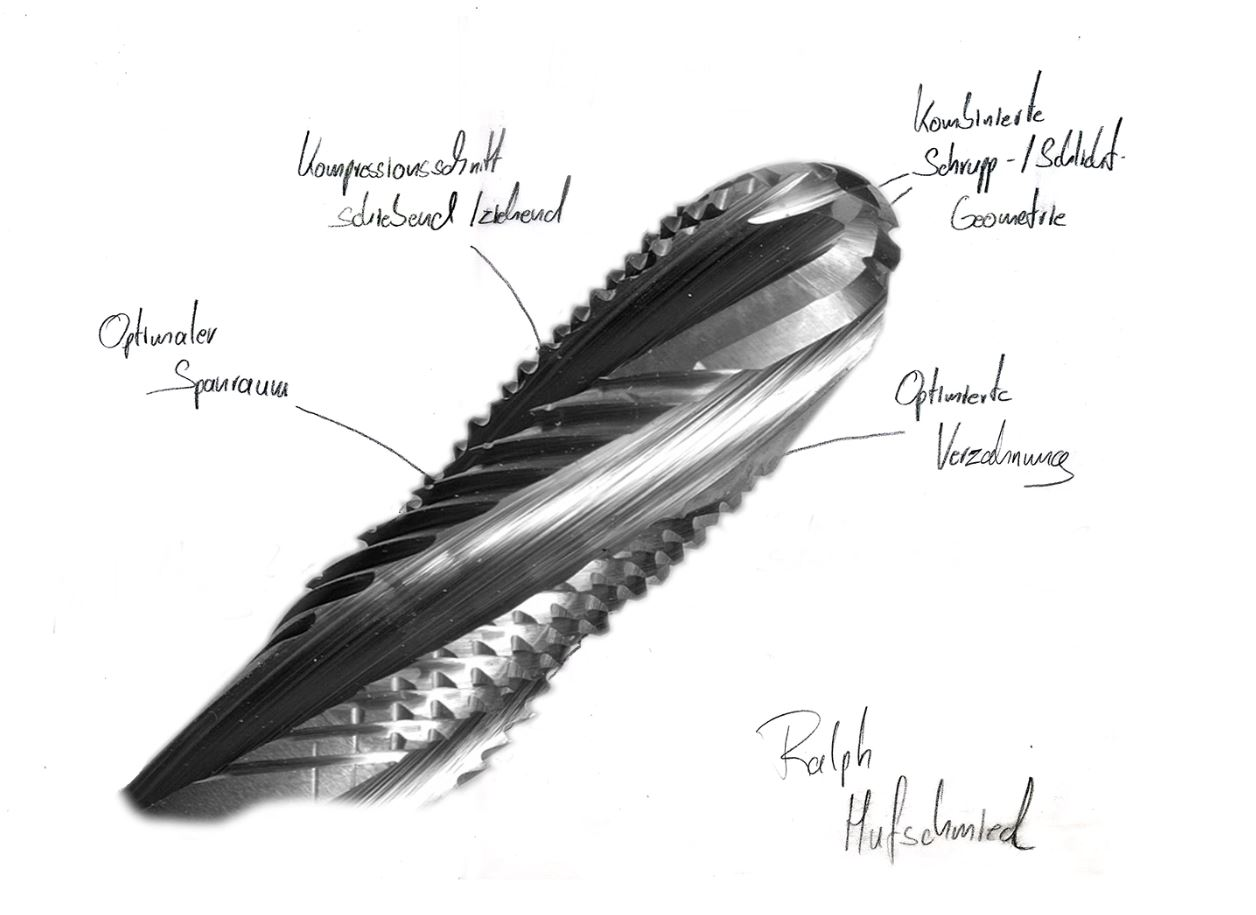 Kombinierte
Schrupp-/Schlicht-
Geometrie
Kompressionsschnitt
schiebend/ziehend
Optimaler
Spanraum
Optimierte
Verzahnung
Ralph
Hufschmied